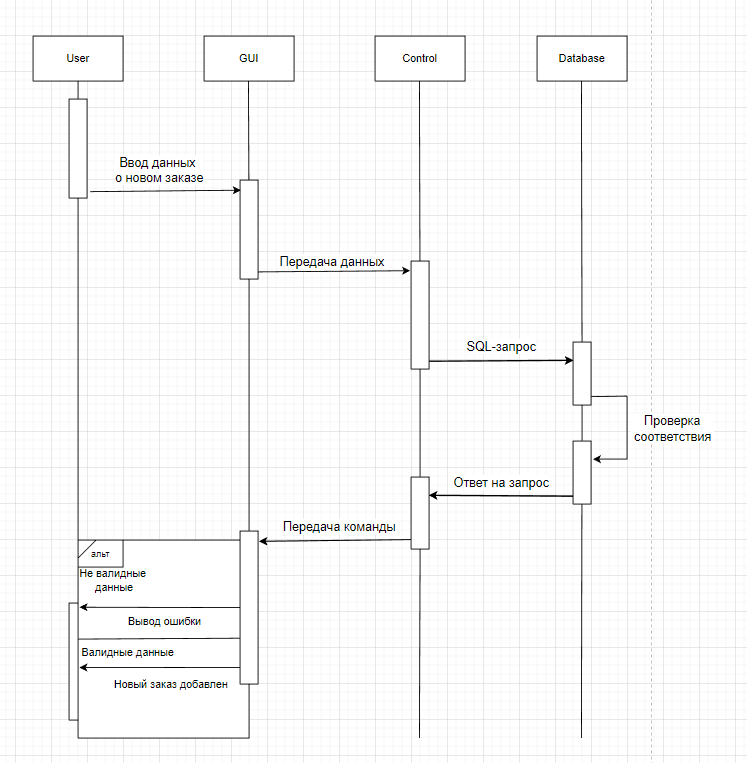 User
GUI
Control
Database
Ввод данных
о новом заказе
Передача данных
SQL-запрос
Проверка
соответствия
Ответ на запрос
Передача команды
альт
Не валидные
данные
Вывод ошибки
Валидные данные
Новый заказ добавлен